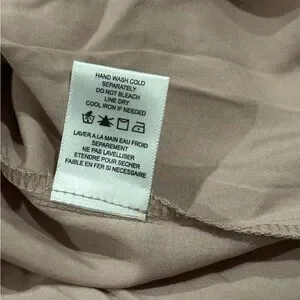 HAND WASH COLD
SEPARATELY
DO NOT BLEACH
LINE DRY
COOL IRON IF NEEDED
LAVER A LA MAIN EAU FROID
SEPAREMENT
NE PAS LAVELLISER
ETENDRE POUR SECHER
FAIBLE EN FER SI NECESSAIRE